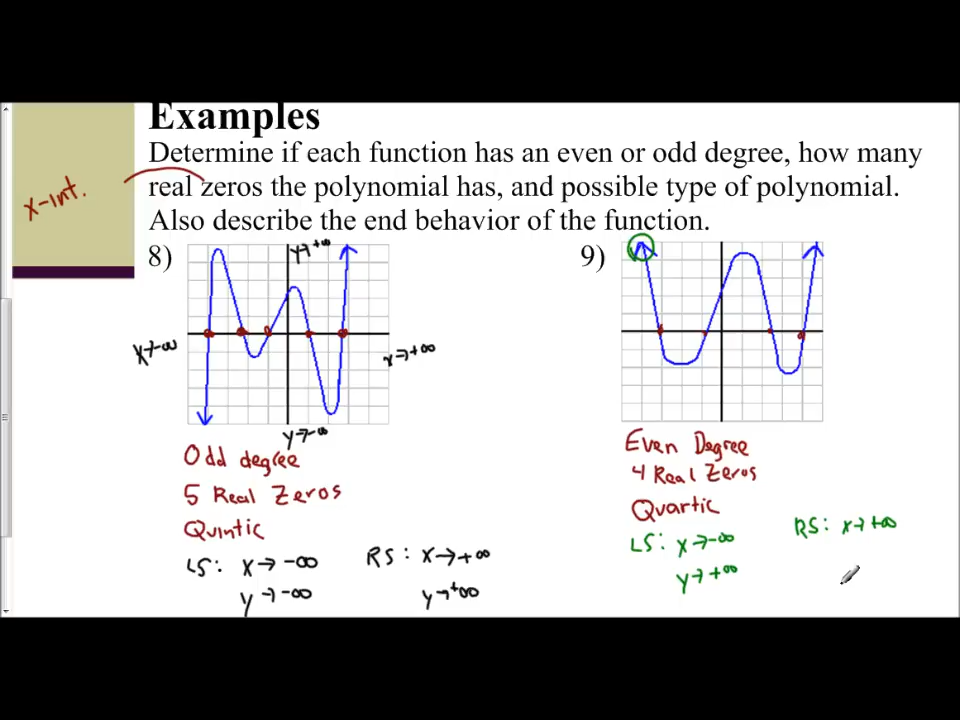 Examples
Determine if each function has an even or odd degree, how many
real zeros the polynomial has, and possible type of polynomial.
Also describe the end behavior of the function.
x-int.
8)
y→+∞
x→-∞
x→+∞
y→-∞
Odd degree
5 Real Zeros
Quintic
LS: x→-∞
y→-∞
RS: x→+∞
y→+∞
9)
Even Degree
4 Real Zeros
Quartic
LS: x→-∞
y→+∞
RS: x→+∞